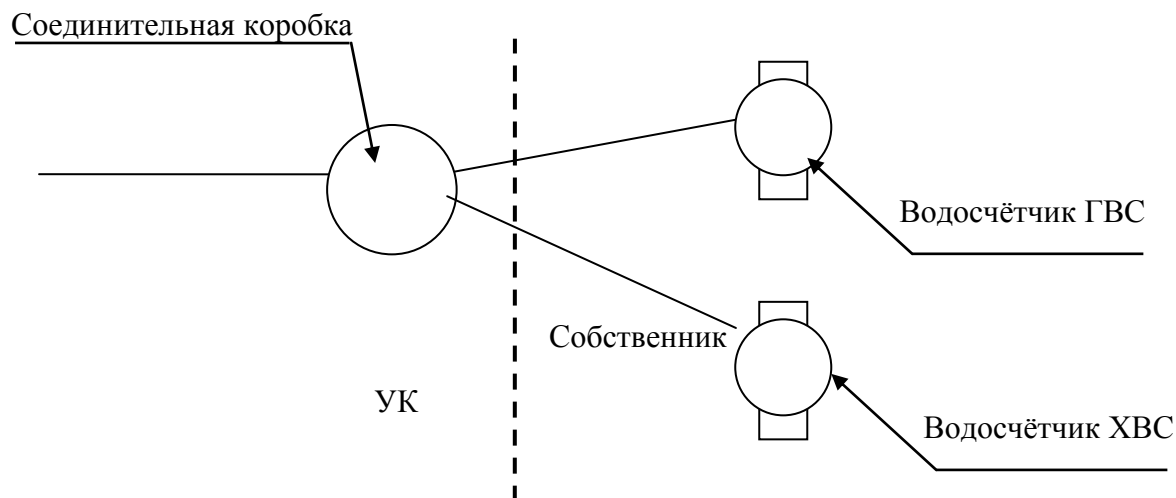 Соединительная коробка
Водосчётчик ГВС
Собственник
УК
Водосчётчик ХВС